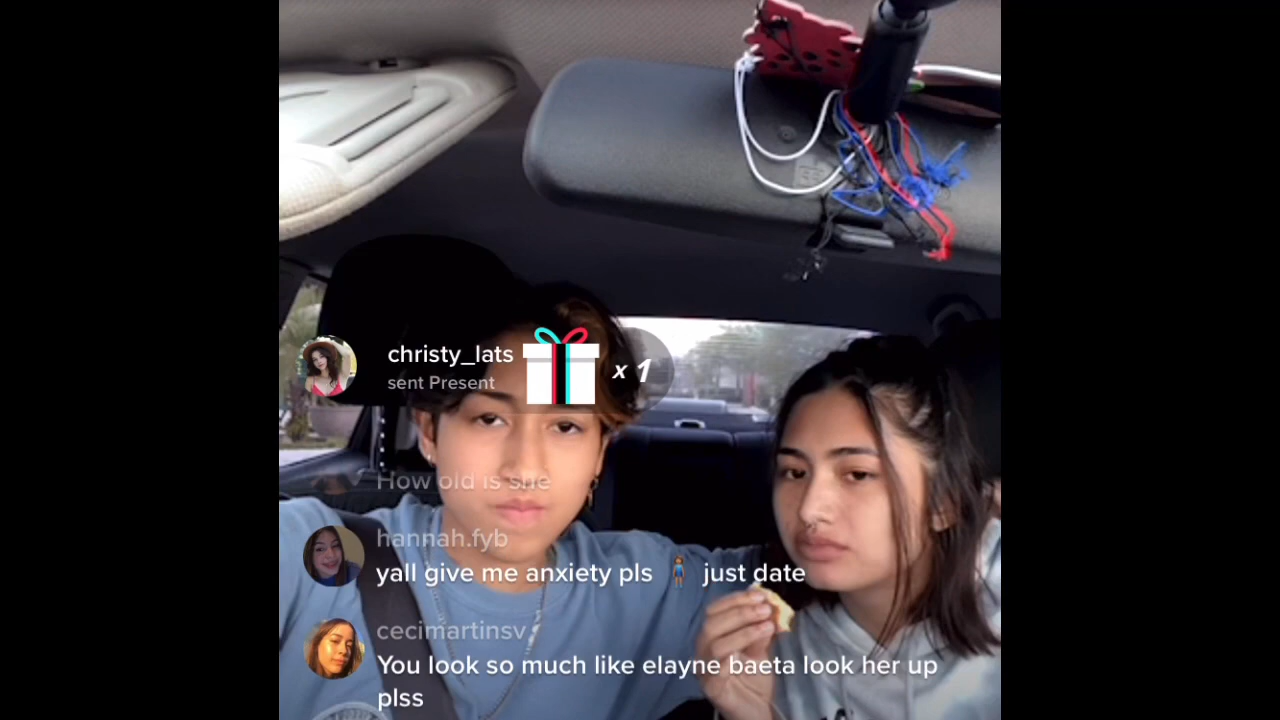 christy_lats
sent Present
x 1
How old is she
hannah.fyb
yall give me anxiety pls 🧍 just date
cecimartinsv
You look so much like elayne baeta look her up
plss